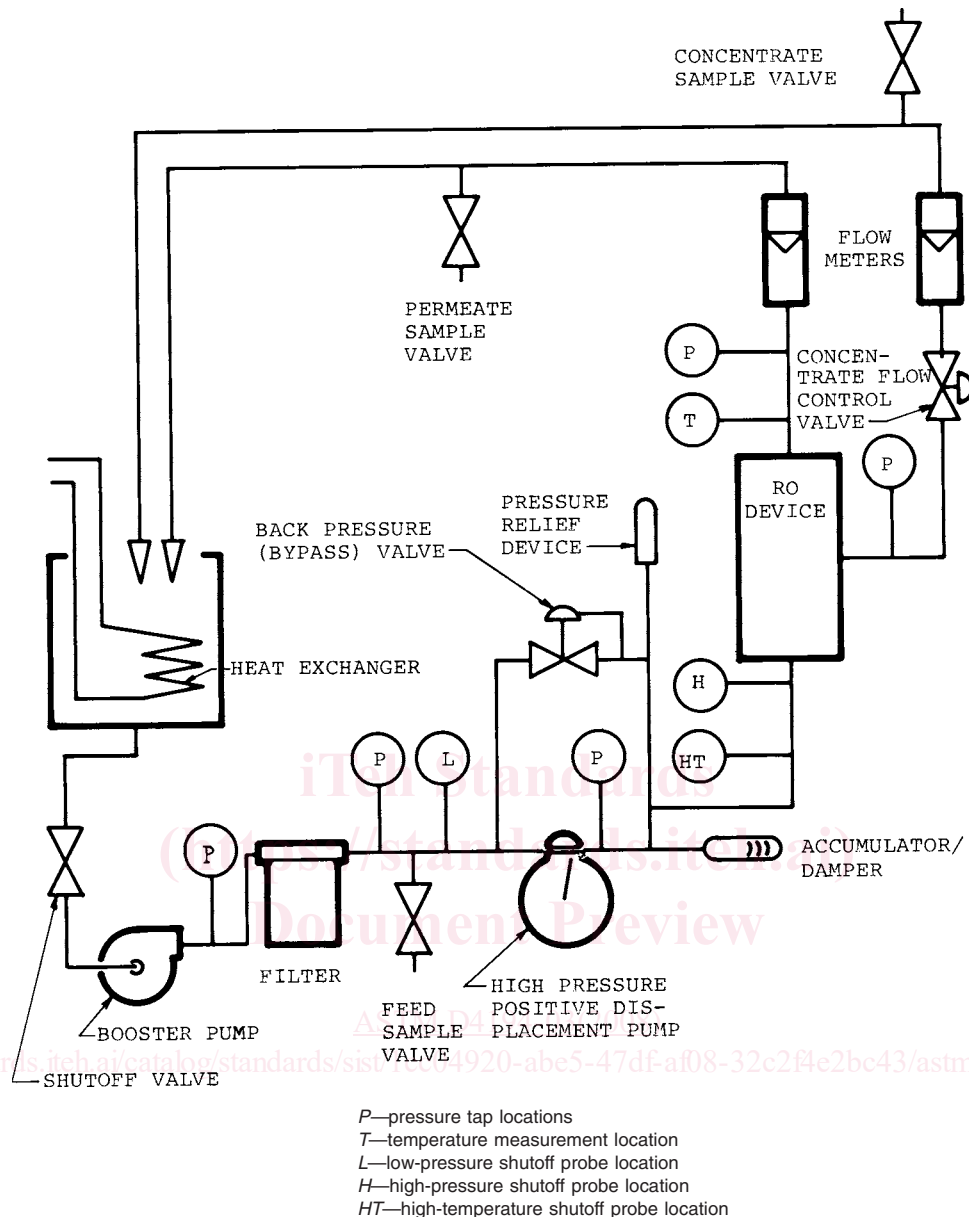 CONCENTRATE
SAMPLE VALVE
FLOW
METERS
PERMEATE
SAMPLE
VALVE
P
CONCEN-
TRATE FLOW
CONTROL
VALVE
T
P
RO
DEVICE
PRESSURE
RELIEF
DEVICE
BACK PRESSURE
(BYPASS) VALVE
HEAT EXCHANGER
H
HT
P
L
P
iTeh Standards
(https://standards.iteh.ai)
Document Preview
ACCUMULATOR/
DAMPER
P
FILTER
HIGH PRESSURE
POSITIVE DIS-
PLACEMENT PUMP
FEED
SAMPLE
VALVE
BOOSTER PUMP
SHUTOFF VALVE
P—pressure tap locations
T—temperature measurement location
L—low-pressure shutoff probe location
H—high-pressure shutoff probe location
HT—high-temperature shutoff probe location